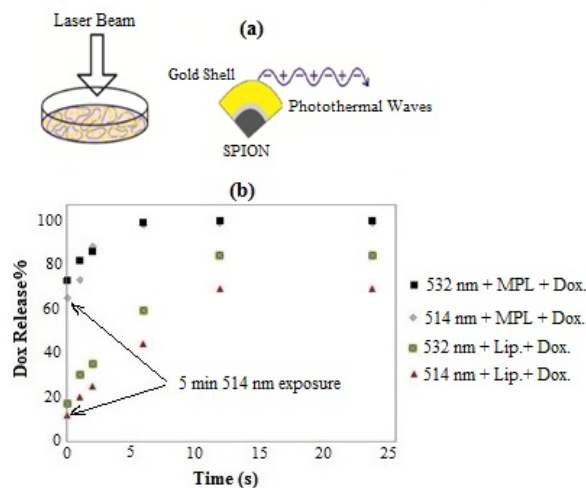 Laser Beam
(a)
Gold Shell
Photothermal Waves
SPION
(b)
Dox Release%
100
80
60
40
20
0
5 min 514 nm exposure
0 5 10 15 20 25
Time (s)
532 nm + MPL + Dox.
514 nm + MPL + Dox.
532 nm + Lip.+ Dox.
514 nm + Lip.+ Dox.